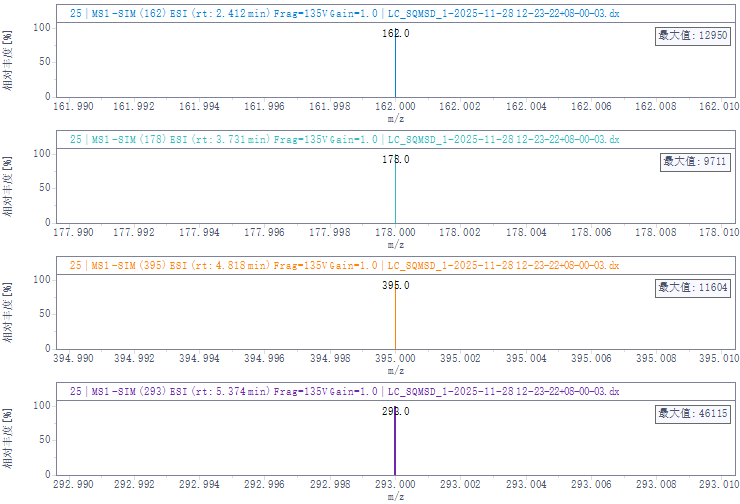 25 | MS1-SIM (162) ESI (rt: 2.412 min) Frag=135V Gain=1.0 | LC_SQMSD_1-2025-11-28 12-23-22+08-00-03.dx
相对丰度 [%]
100
50
0
162.0
最大值: 12950
161.990 161.992 161.994 161.996 161.998 162.000 162.002 162.004 162.006 162.008 162.010
m/z
25 | MS1-SIM (178) ESI (rt: 3.731 min) Frag=135V Gain=1.0 | LC_SQMSD_1-2025-11-28 12-23-22+08-00-03.dx
相对丰度 [%]
100
50
0
178.0
最大值: 9711
177.990 177.992 177.994 177.996 177.998 178.000 178.002 178.004 178.006 178.008 178.010
m/z
25 | MS1-SIM (395) ESI (rt: 4.818 min) Frag=135V Gain=1.0 | LC_SQMSD_1-2025-11-28 12-23-22+08-00-03.dx
相对丰度 [%]
100
50
0
395.0
最大值: 11604
394.990 394.992 394.994 394.996 394.998 395.000 395.002 395.004 395.006 395.008 395.010
m/z
25 | MS1-SIM (293) ESI (rt: 5.374 min) Frag=135V Gain=1.0 | LC_SQMSD_1-2025-11-28 12-23-22+08-00-03.dx
相对丰度 [%]
100
50
0
293.0
最大值: 46115
292.990 292.992 292.994 292.996 292.998 293.000 293.002 293.004 293.006 293.008 293.010
m/z